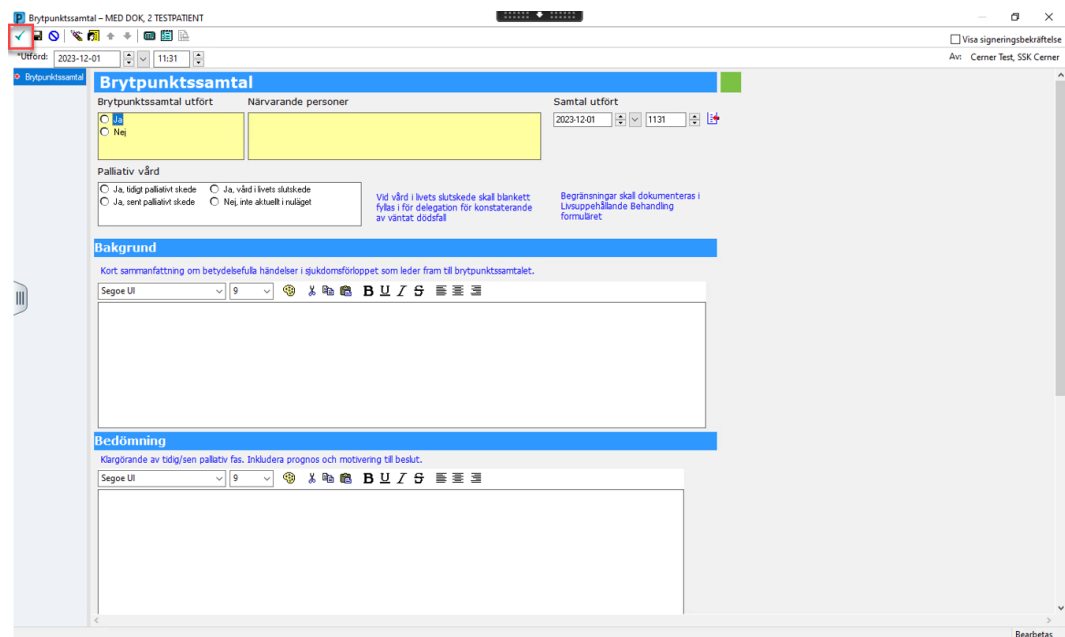 Brytpunktssamtal – MED DOK, 2 TESTPATIENT
Visa signeringsbekräftelse
*Utförd: 2023-12-01 11:31
Av: Cerner Test, SSK Cerner
Brytpunktssamtal
Brytpunktssamtal
Brytpunktssamtal utfört Närvarande personer Samtal utfört
Ja
Nej
2023-12-01 1131
Palliativ vård
Ja, tidigt palliativt skede Ja, vård i livets slutskede
Ja, sent palliativt skede Nej, inte aktuellt i nuläget
Vid vård i livets slutskede skall blankett
fyllas i för delegation för konstaterande
av väntat dödsfall
Begränsningar skall dokumenteras i
Livsuppehållande Behandling
formuläret
Bakgrund
Kort sammanfattning om betydelsefulla händelser i sjukdomsförloppet som leder fram till brytpunktssamtalet.
Segoe UI 9 B U I S
Bedömning
Klargörande av tidig/sen palliativ fas. Inkludera prognos och motivering till beslut.
Segoe UI 9 B U I S
Bearbetas